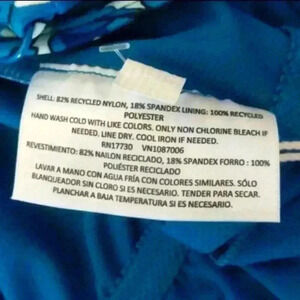 SHELL: 82% RECYCLED NYLON, 18% SPANDEX LINING: 100% RECYCLED
POLYESTER
HAND WASH COLD WITH LIKE COLORS. ONLY NON CHLORINE BLEACH IF
NEEDED. LINE DRY. COOL IRON IF NEEDED.
RN17730 VN1087006
REVESTIMIENTO: 82% NAILON RECICLADO, 18% SPANDEX FORRO : 100%
POLIÉSTER RECICLADO
LAVAR A MANO CON AGUA FRÍA CON COLORES SIMILARES. SÓLO
BLANQUEADOR SIN CLORO SI ES NECESARIO. TENDER PARA SECAR.
PLANCHAR A BAJA TEMPERATURA SI ES NECESARIO.